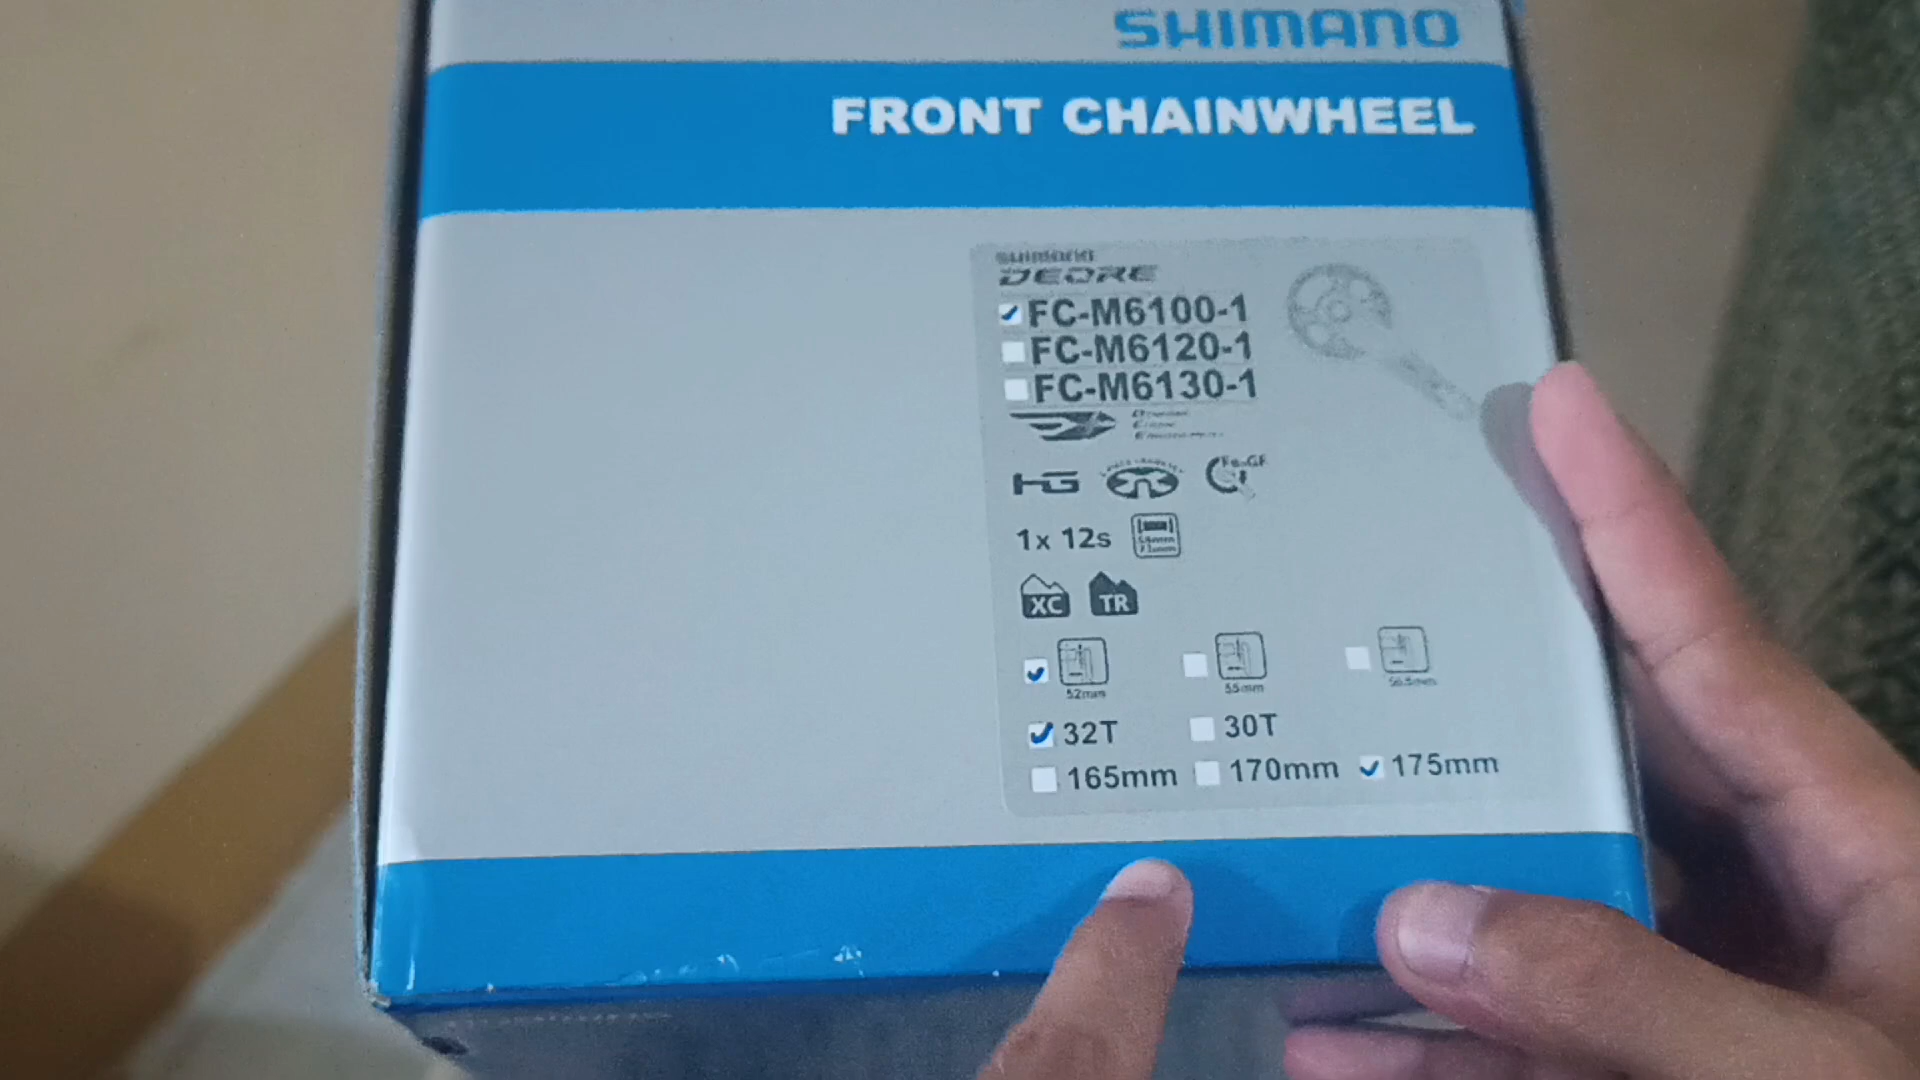 SHIMANO
FRONT CHAINWHEEL
SHIMANO
DEORE
FC-M6100-1
FC-M6120-1
FC-M6130-1
HG
1x 12s
XC TR
52mm 55mm 56.5mm
32T 30T
165mm 170mm 175mm